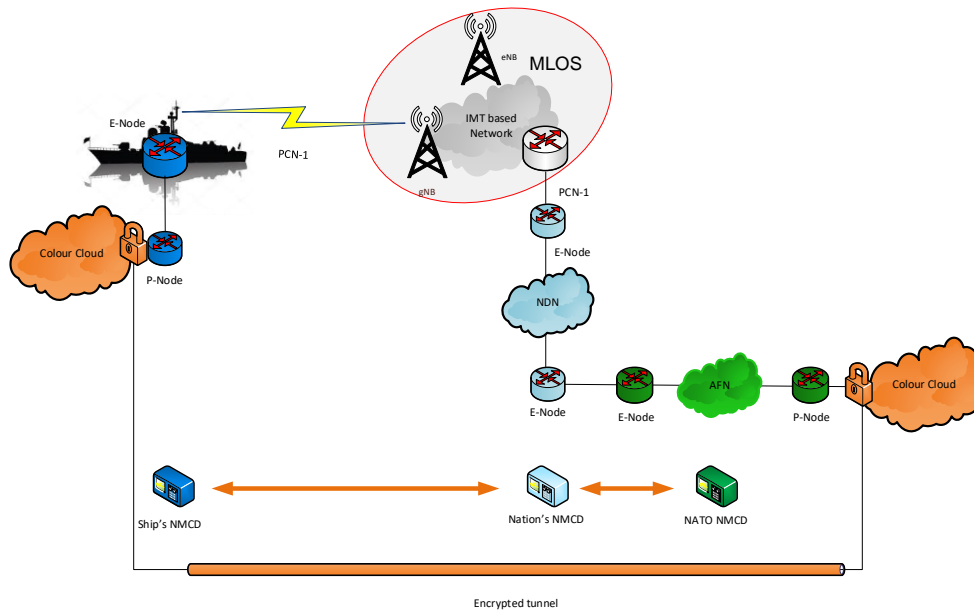 eNB
MLOS
E-Node
IMT based
Network
PCN-1
gNB
PCN-1
E-Node
Colour Cloud
P-Node
NDN
AFN
Colour Cloud
E-Node
E-Node
P-Node
Ship's NMCD
Nation's NMCD
NATO NMCD
Encrypted tunnel